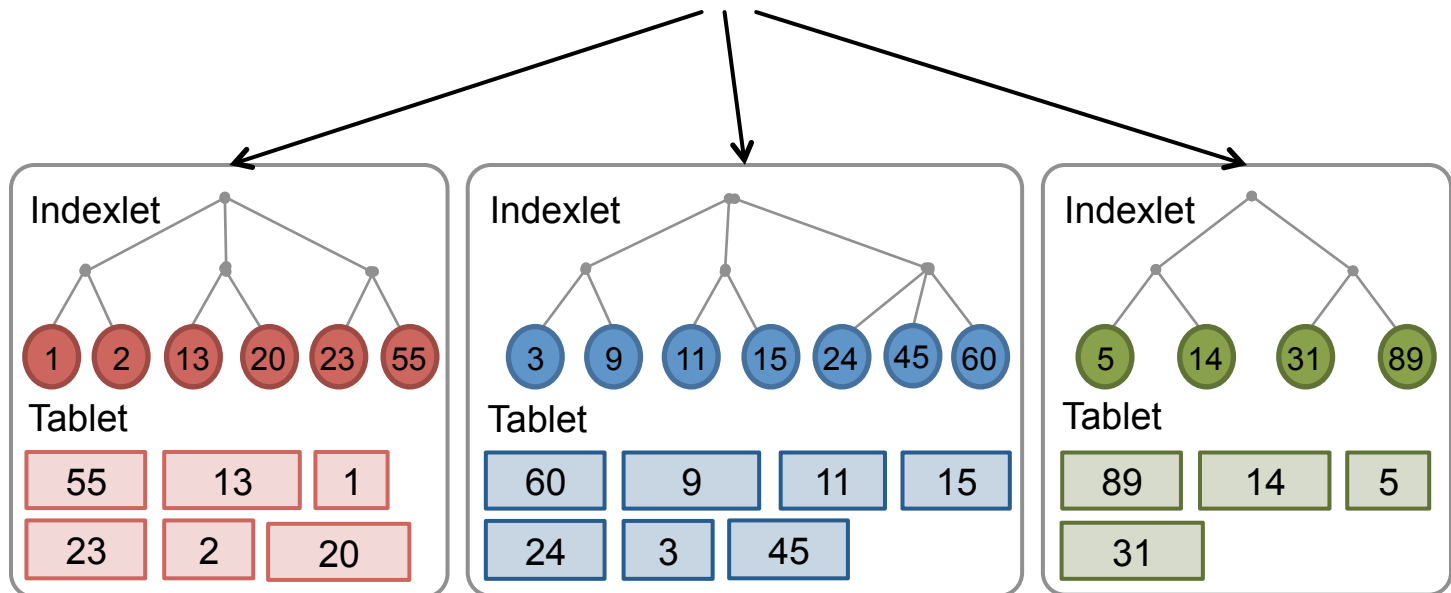 Indexlet
1 2 13 20 23 55
Tablet
55 13 1
23 2 20
Indexlet
3 9 11 15 24 45 60
Tablet
60 9 11 15
24 3 45
Indexlet
5 14 31 89
Tablet
89 14 5
31